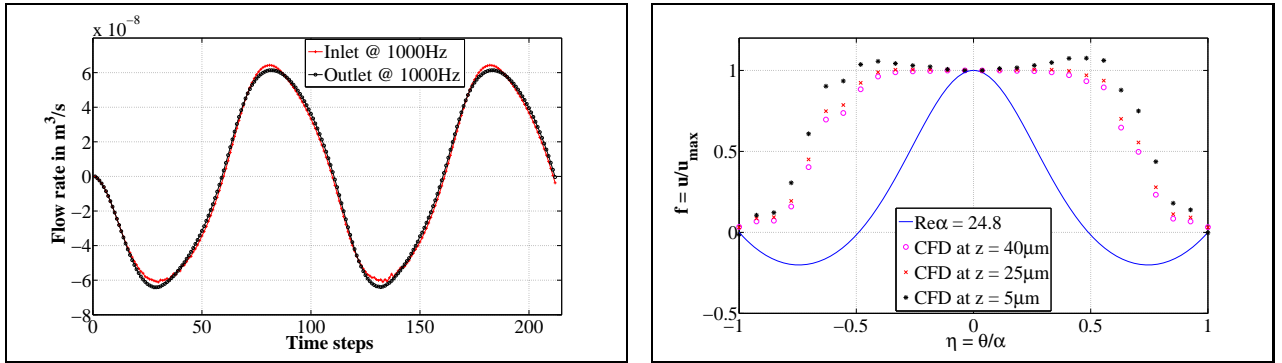 x 10⁻⁸
6
4
2
0
−2
−4
−6
−8
0 50 100 150 200
Time steps
Flow rate in m³/s
Inlet @ 1000Hz
Outlet @ 1000Hz
1
0.5
0
−0.5
−1 −0.5 0 0.5 1
η = θ/α
f = u/u_max
Reα = 24.8
CFD at z = 40μm
CFD at z = 25μm
CFD at z = 5μm